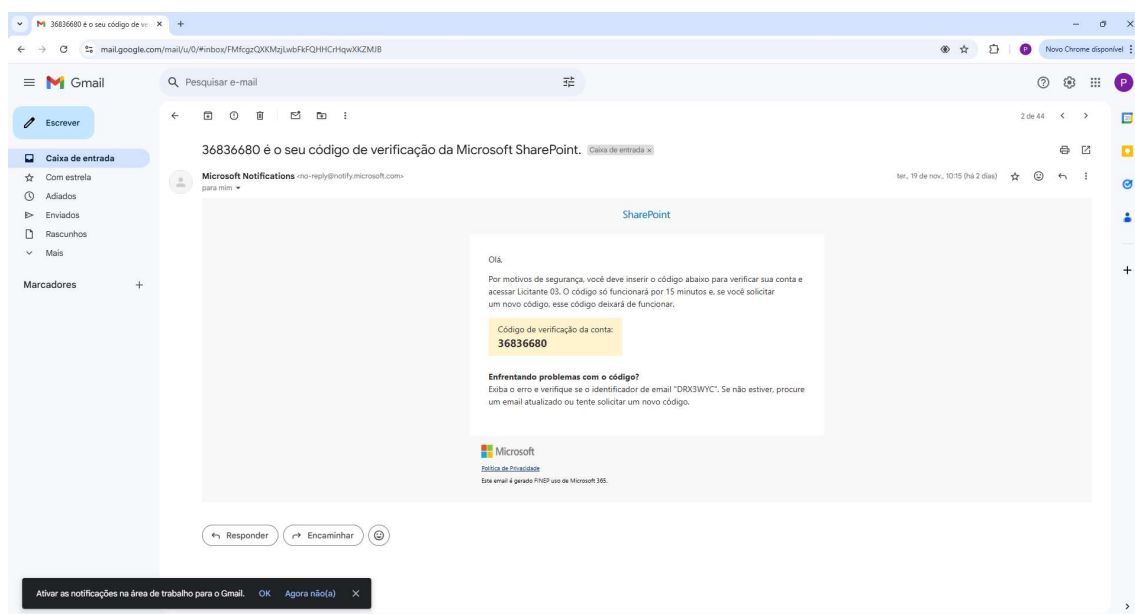 36836680 é o seu código de ve
mail.google.com/mail/u/0/#inbox/FMfcgzQXKMzjLwbFkFQHHCrHqwXKZMJB
P
Novo Chrome disponível
Gmail
Pesquisar e-mail
P
Escrever
2 de 44
Caixa de entrada
Com estrela
Adiados
Enviados
Rascunhos
Mais
Marcadores
36836680 é o seu código de verificação da Microsoft SharePoint.
Caixa de entrada x
Microsoft Notifications <no-reply@notify.microsoft.com>
ter., 19 de nov., 10:15 (há 2 dias)
para mim
SharePoint
Olá,
Por motivos de segurança, você deve inserir o código abaixo para verificar sua conta e
acessar Licitante 03. O código só funcionará por 15 minutos e, se você solicitar
um novo código, esse código deixará de funcionar.
Código de verificação da conta:
36836680
Enfrentando problemas com o código?
Exiba o erro e verifique se o identificador de email "DRX3WYC". Se não estiver, procure
um email atualizado ou tente solicitar um novo código.
Microsoft
Política de Privacidade
Este email é gerado FINEP uso de Microsoft 365.
Responder
Encaminhar
Ativar as notificações na área de trabalho para o Gmail. OK Agora não(a)